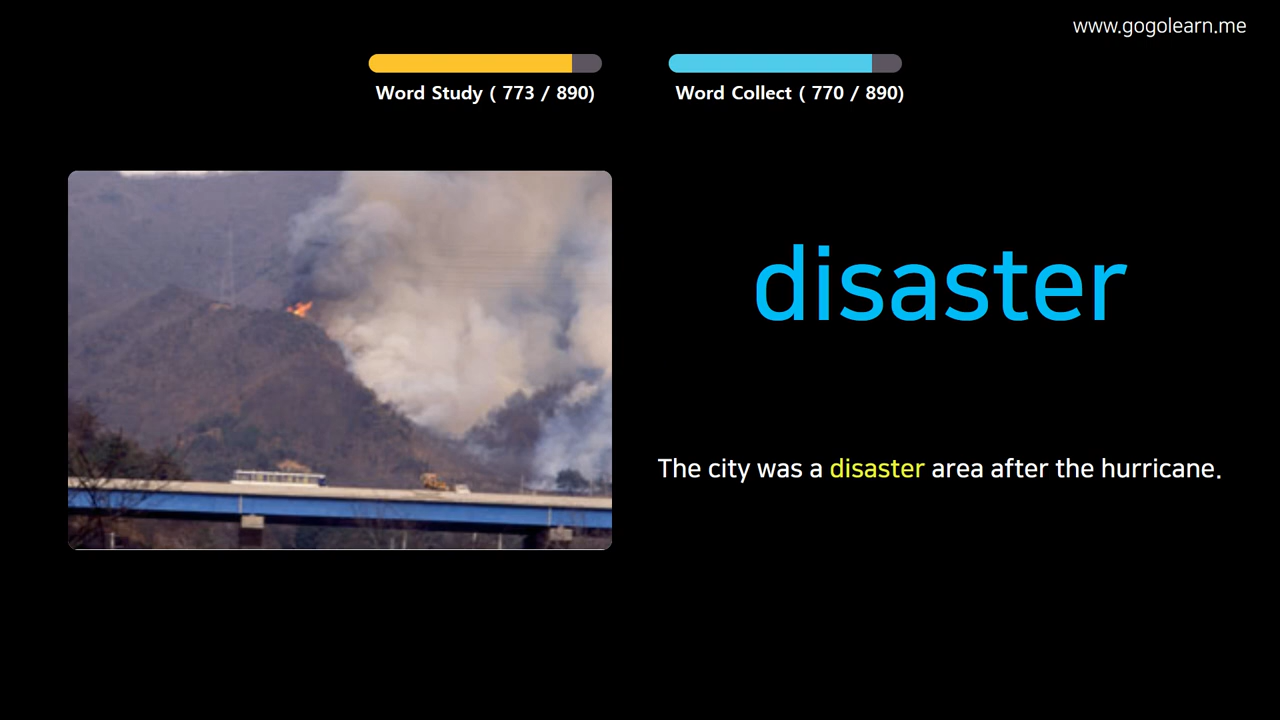 www.gogolearn.me
Word Study ( 773 / 890)
Word Collect ( 770 / 890)
disaster
The city was a disaster area after the hurricane.